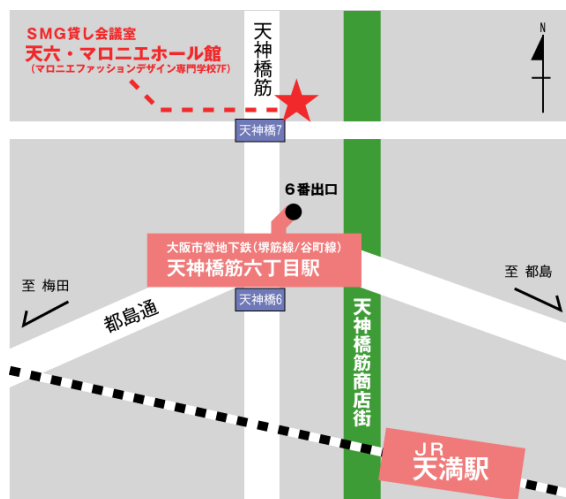 SMG貸し会議室
天六・マロニエホール館
(マロニエファッションデザイン専門学校7F)
天神橋筋
N
天神橋7
6番出口
大阪市営地下鉄(堺筋線/谷町線)
天神橋筋六丁目駅
至 梅田
天神橋6
至 都島
都島通
天神橋筋商店街
JR
天満駅